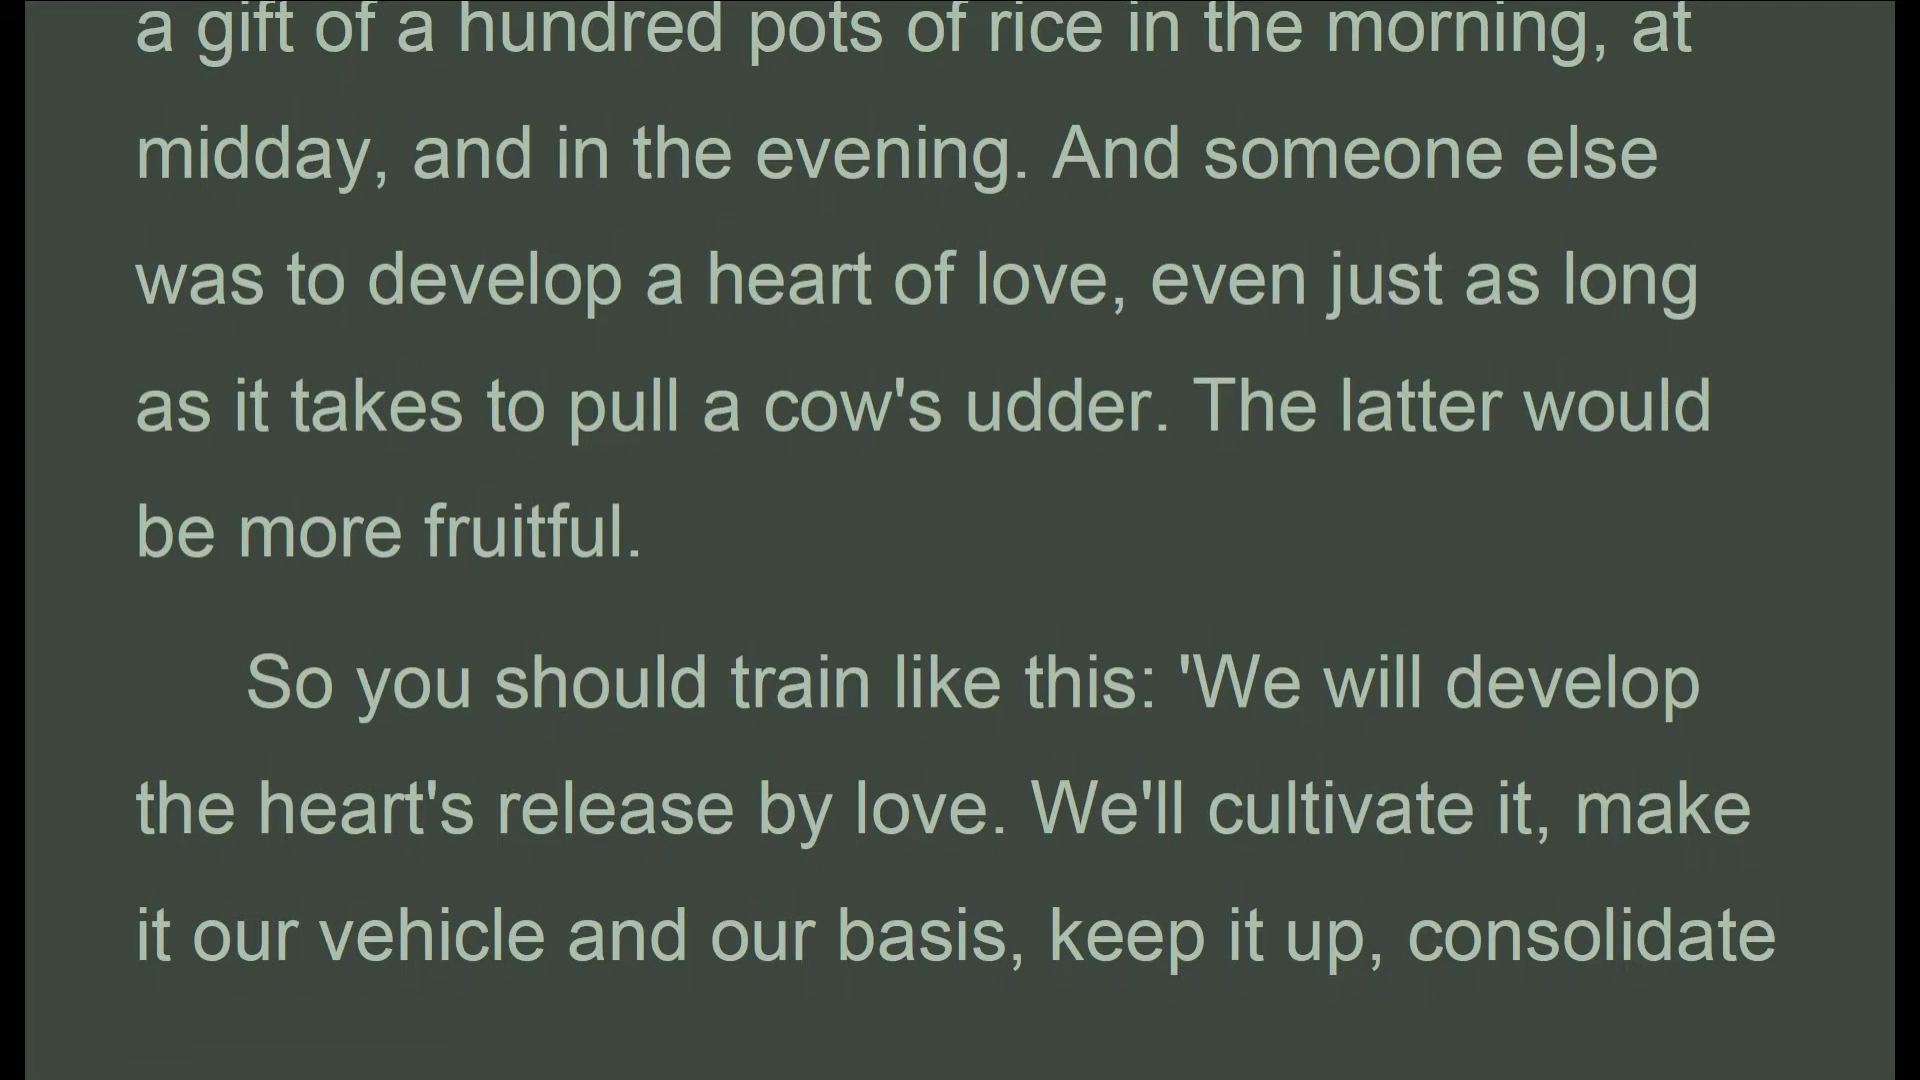 a gift of a hundred pots of rice in the morning, at
midday, and in the evening. And someone else
was to develop a heart of love, even just as long
as it takes to pull a cow's udder. The latter would
be more fruitful.
So you should train like this: 'We will develop
the heart's release by love. We'll cultivate it, make
it our vehicle and our basis, keep it up, consolidate